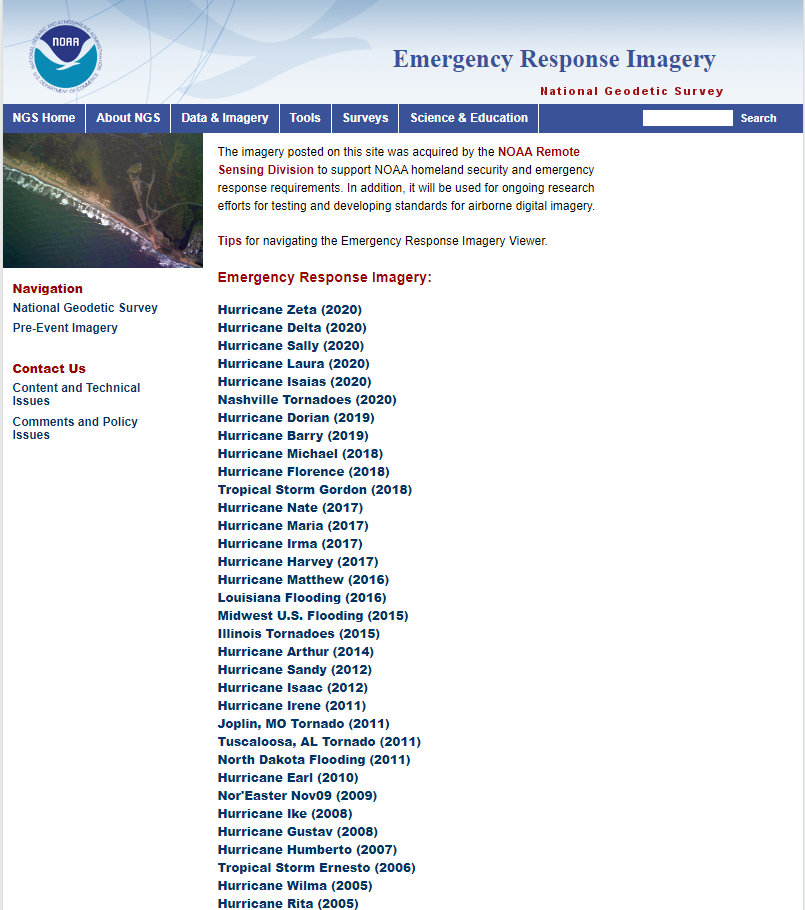 NOAA
NATIONAL OCEANIC AND ATMOSPHERIC ADMINISTRATION
U.S. DEPARTMENT OF COMMERCE
Emergency Response Imagery
National Geodetic Survey
NGS Home About NGS Data & Imagery Tools Surveys Science & Education Search
Navigation
National Geodetic Survey
Pre-Event Imagery
Contact Us
Content and Technical
Issues
Comments and Policy
Issues
The imagery posted on this site was acquired by the NOAA Remote
Sensing Division to support NOAA homeland security and emergency
response requirements. In addition, it will be used for ongoing research
efforts for testing and developing standards for airborne digital imagery.
Tips for navigating the Emergency Response Imagery Viewer.
Emergency Response Imagery:
Hurricane Zeta (2020)
Hurricane Delta (2020)
Hurricane Sally (2020)
Hurricane Laura (2020)
Hurricane Isaias (2020)
Nashville Tornadoes (2020)
Hurricane Dorian (2019)
Hurricane Barry (2019)
Hurricane Michael (2018)
Hurricane Florence (2018)
Tropical Storm Gordon (2018)
Hurricane Nate (2017)
Hurricane Maria (2017)
Hurricane Irma (2017)
Hurricane Harvey (2017)
Hurricane Matthew (2016)
Louisiana Flooding (2016)
Midwest U.S. Flooding (2015)
Illinois Tornadoes (2015)
Hurricane Arthur (2014)
Hurricane Sandy (2012)
Hurricane Isaac (2012)
Hurricane Irene (2011)
Joplin, MO Tornado (2011)
Tuscaloosa, AL Tornado (2011)
North Dakota Flooding (2011)
Hurricane Earl (2010)
Nor'Easter Nov09 (2009)
Hurricane Ike (2008)
Hurricane Gustav (2008)
Hurricane Humberto (2007)
Tropical Storm Ernesto (2006)
Hurricane Wilma (2005)
Hurricane Rita (2005)